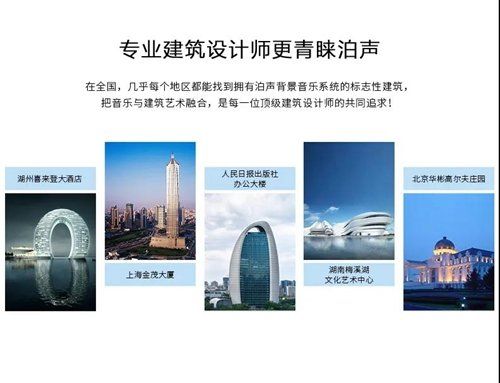 专业建筑设计师更青睐泊声
在全国，几乎每个地区都能找到拥有泊声背景音乐系统的标志性建筑，
把音乐与建筑艺术融合，是每一位顶级建筑设计师的共同追求！
湖州喜来登大酒店
上海金茂大厦
人民日报出版社
办公大楼
湖南梅溪湖
文化艺术中心
北京华彬高尔夫庄园